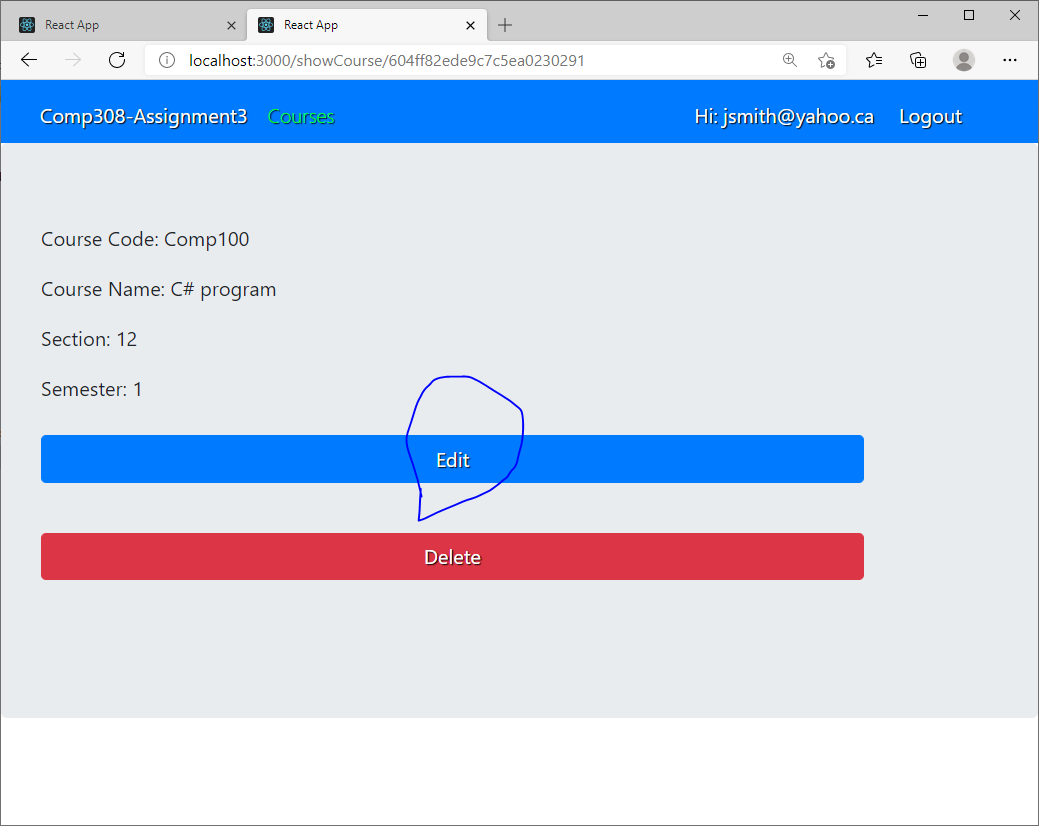 React App
React App
localhost:3000/showCourse/604ff82ede9c7c5ea0230291
Comp308-Assignment3 Courses Hi: jsmith@yahoo.ca Logout
Course Code: Comp100
Course Name: C# program
Section: 12
Semester: 1
Edit
Delete